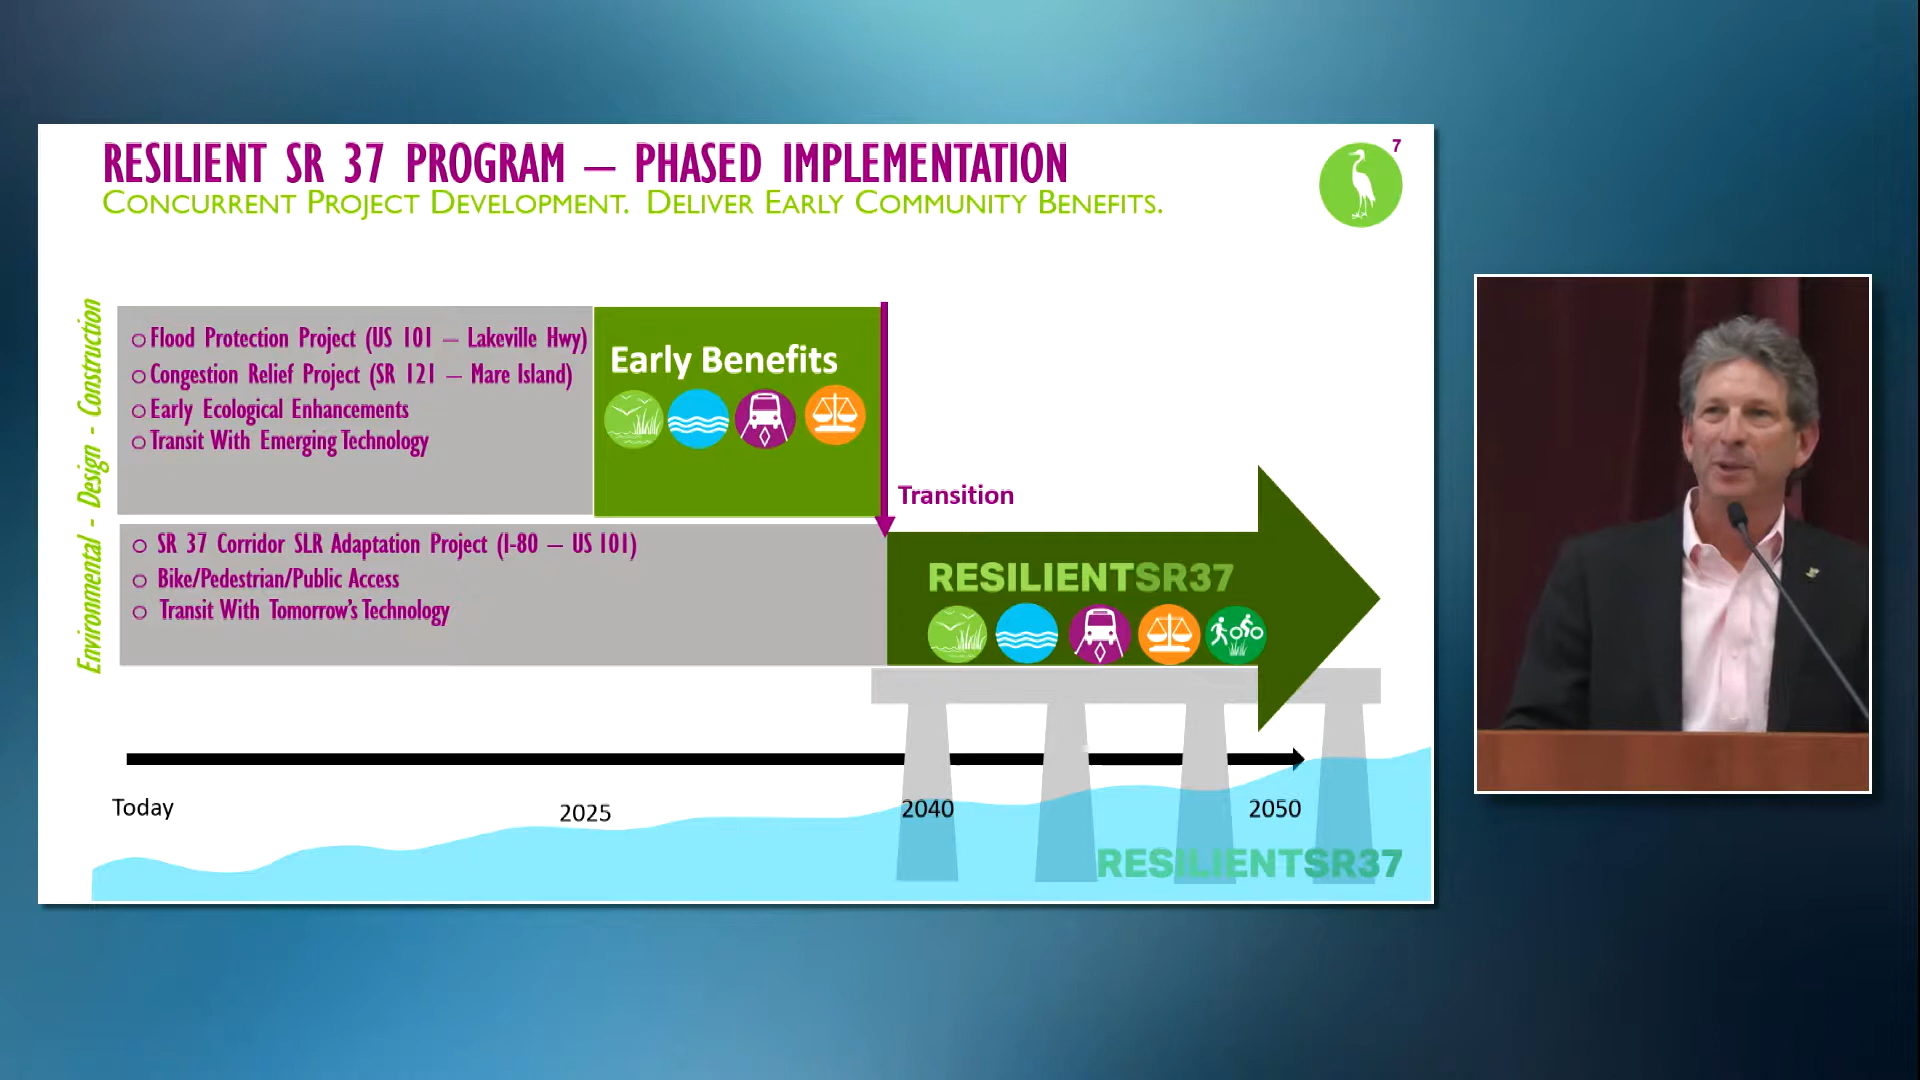 RESILIENT SR 37 PROGRAM – PHASED IMPLEMENTATION
7
CONCURRENT PROJECT DEVELOPMENT. DELIVER EARLY COMMUNITY BENEFITS.
Environmental - Design - Construction
Flood Protection Project (US 101 – Lakeville Hwy)
Congestion Relief Project (SR 121 – Mare Island)
Early Ecological Enhancements
Transit With Emerging Technology
Early Benefits
Transition
SR 37 Corridor SLR Adaptation Project (I-80 – US 101)
Bike/Pedestrian/Public Access
Transit With Tomorrow's Technology
RESILIENTSR37
Today
2025
2040
2050
RESILIENTSR37